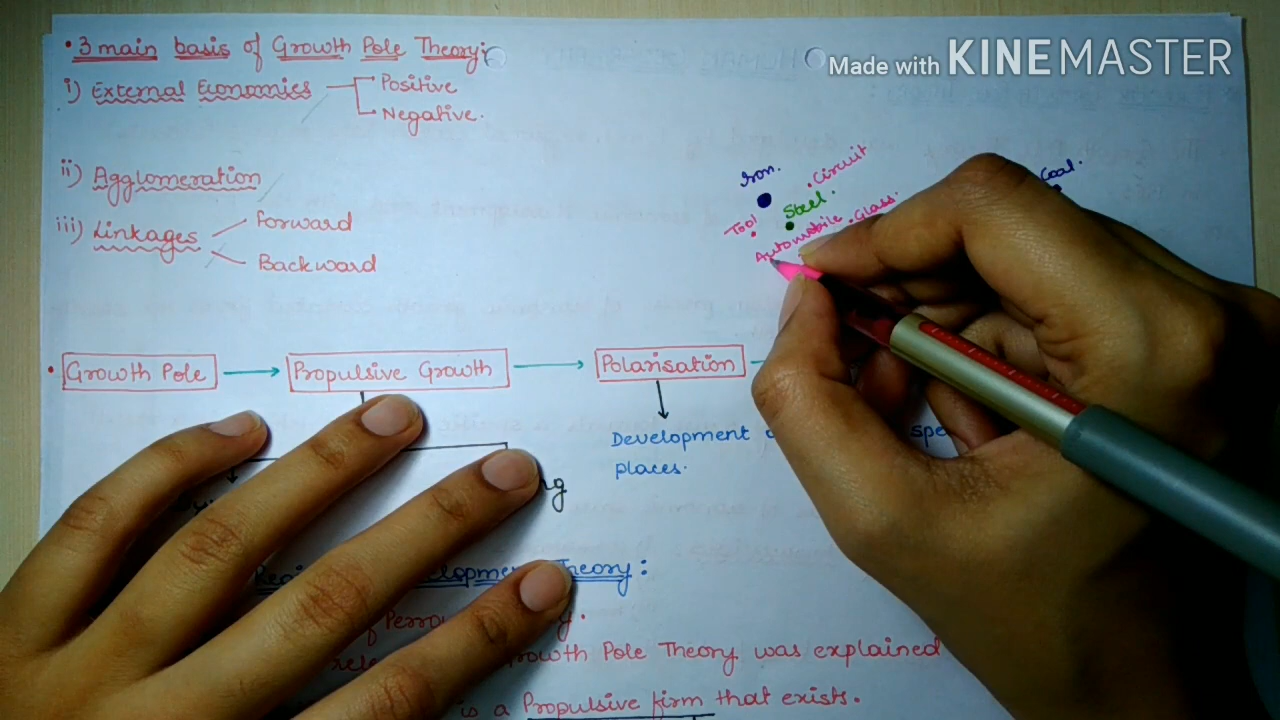 • 3 main basis of Growth Pole Theory:
Made with KINEMASTER
i) External Economies
Positive
Negative.
ii) Agglomeration
iii) Linkages
Forward
Backward
Iron.
• Circuit
Coal.
Steel.
Tool
Automobile • Glass.
• Growth Pole → Propulsive Growth → Polarisation
Development
places.
Theory:
Perrou
Growth Pole Theory was explained
is a Propulsive firm that exists.